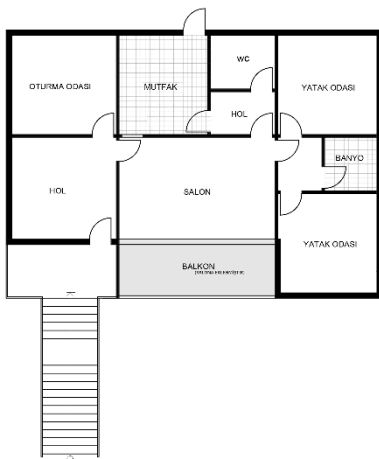 OTURMA ODASI
MUTFAK
WC
YATAK ODASI
HOL
BANYO
HOL
SALON
YATAK ODASI
BALKON